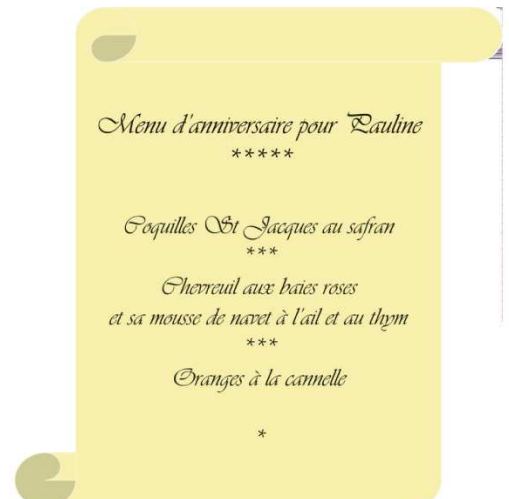 Menu d'anniversaire pour Pauline
*****
Coquilles St Jacques au safran
***
Chevreuil aux baies roses
et sa mousse de navet à l'ail et au thym
***
Oranges à la cannelle
*